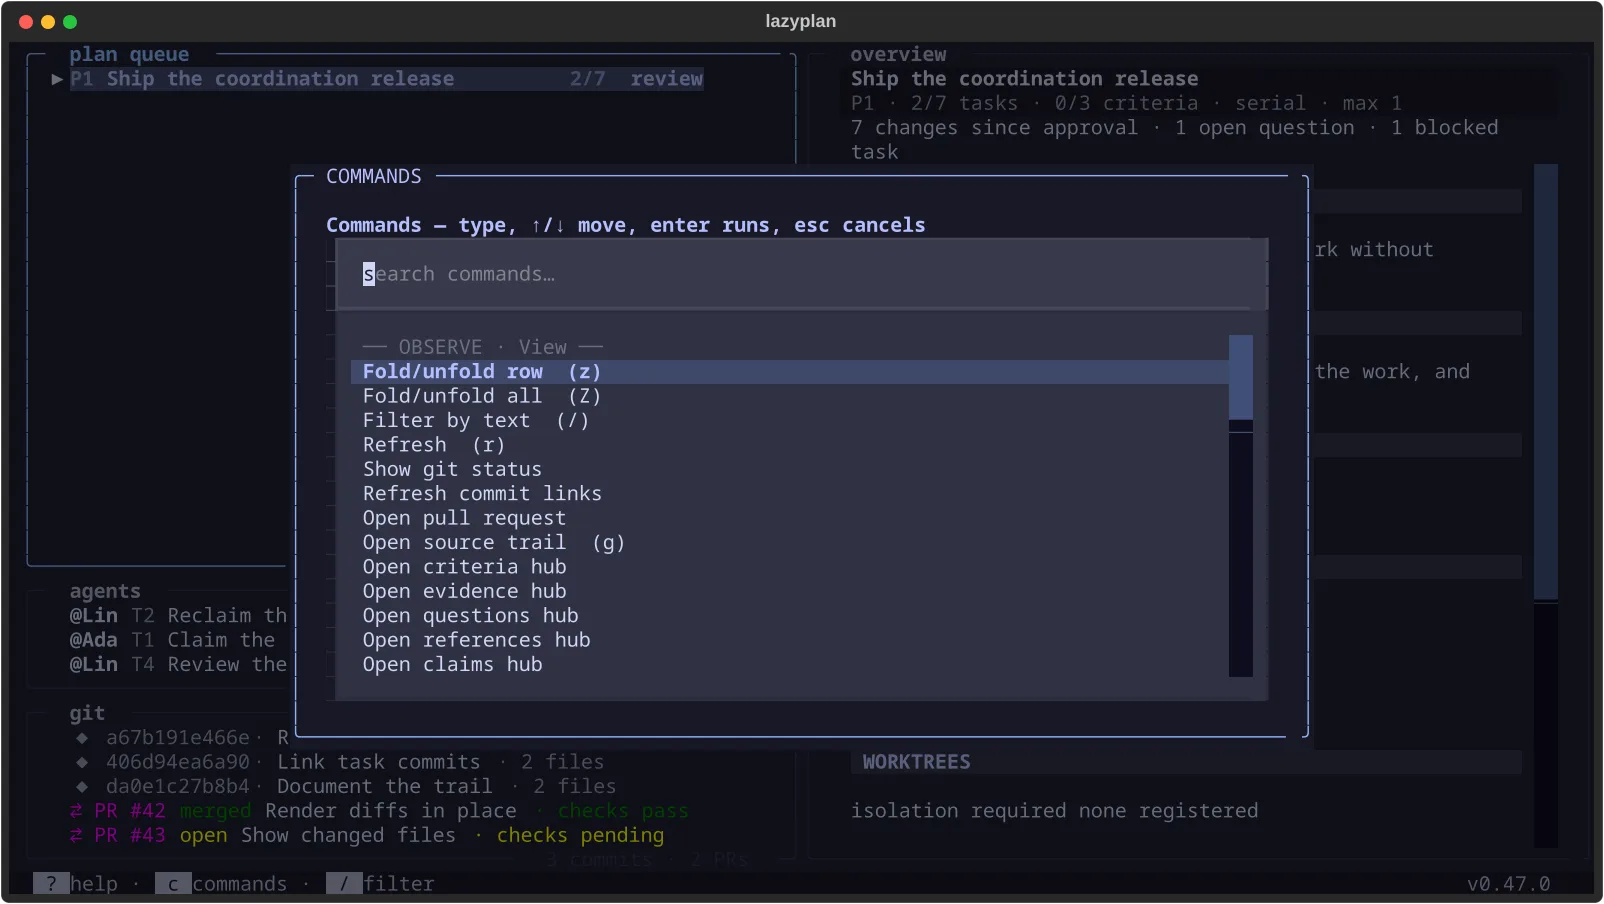 lazyplan
plan queue
▶ P1 Ship the coordination release 2/7 review
overview
Ship the coordination release
P1 · 2/7 tasks · 0/3 criteria · serial · max 1
7 changes since approval · 1 open question · 1 blocked
task
rk without
the work, and
COMMANDS
Commands — type, ↑/↓ move, enter runs, esc cancels
search commands…
── OBSERVE · View ──
Fold/unfold row (z)
Fold/unfold all (Z)
Filter by text (/)
Refresh (r)
Show git status
Refresh commit links
Open pull request
Open source trail (g)
Open criteria hub
Open evidence hub
Open questions hub
Open references hub
Open claims hub
agents
@Lin T2 Reclaim th
@Ada T1 Claim the
@Lin T4 Review the
git
◆ a67b191e466e· R
◆ 406d94ea6a90· Link task commits · 2 files
◆ da0e1c27b8b4· Document the trail · 2 files
⇄ PR #42 merged Render diffs in place · checks pass
⇄ PR #43 open Show changed files · checks pending
3 commits · 2 PRs
WORKTREES
isolation required none registered
? help · c commands · / filter
v0.47.0